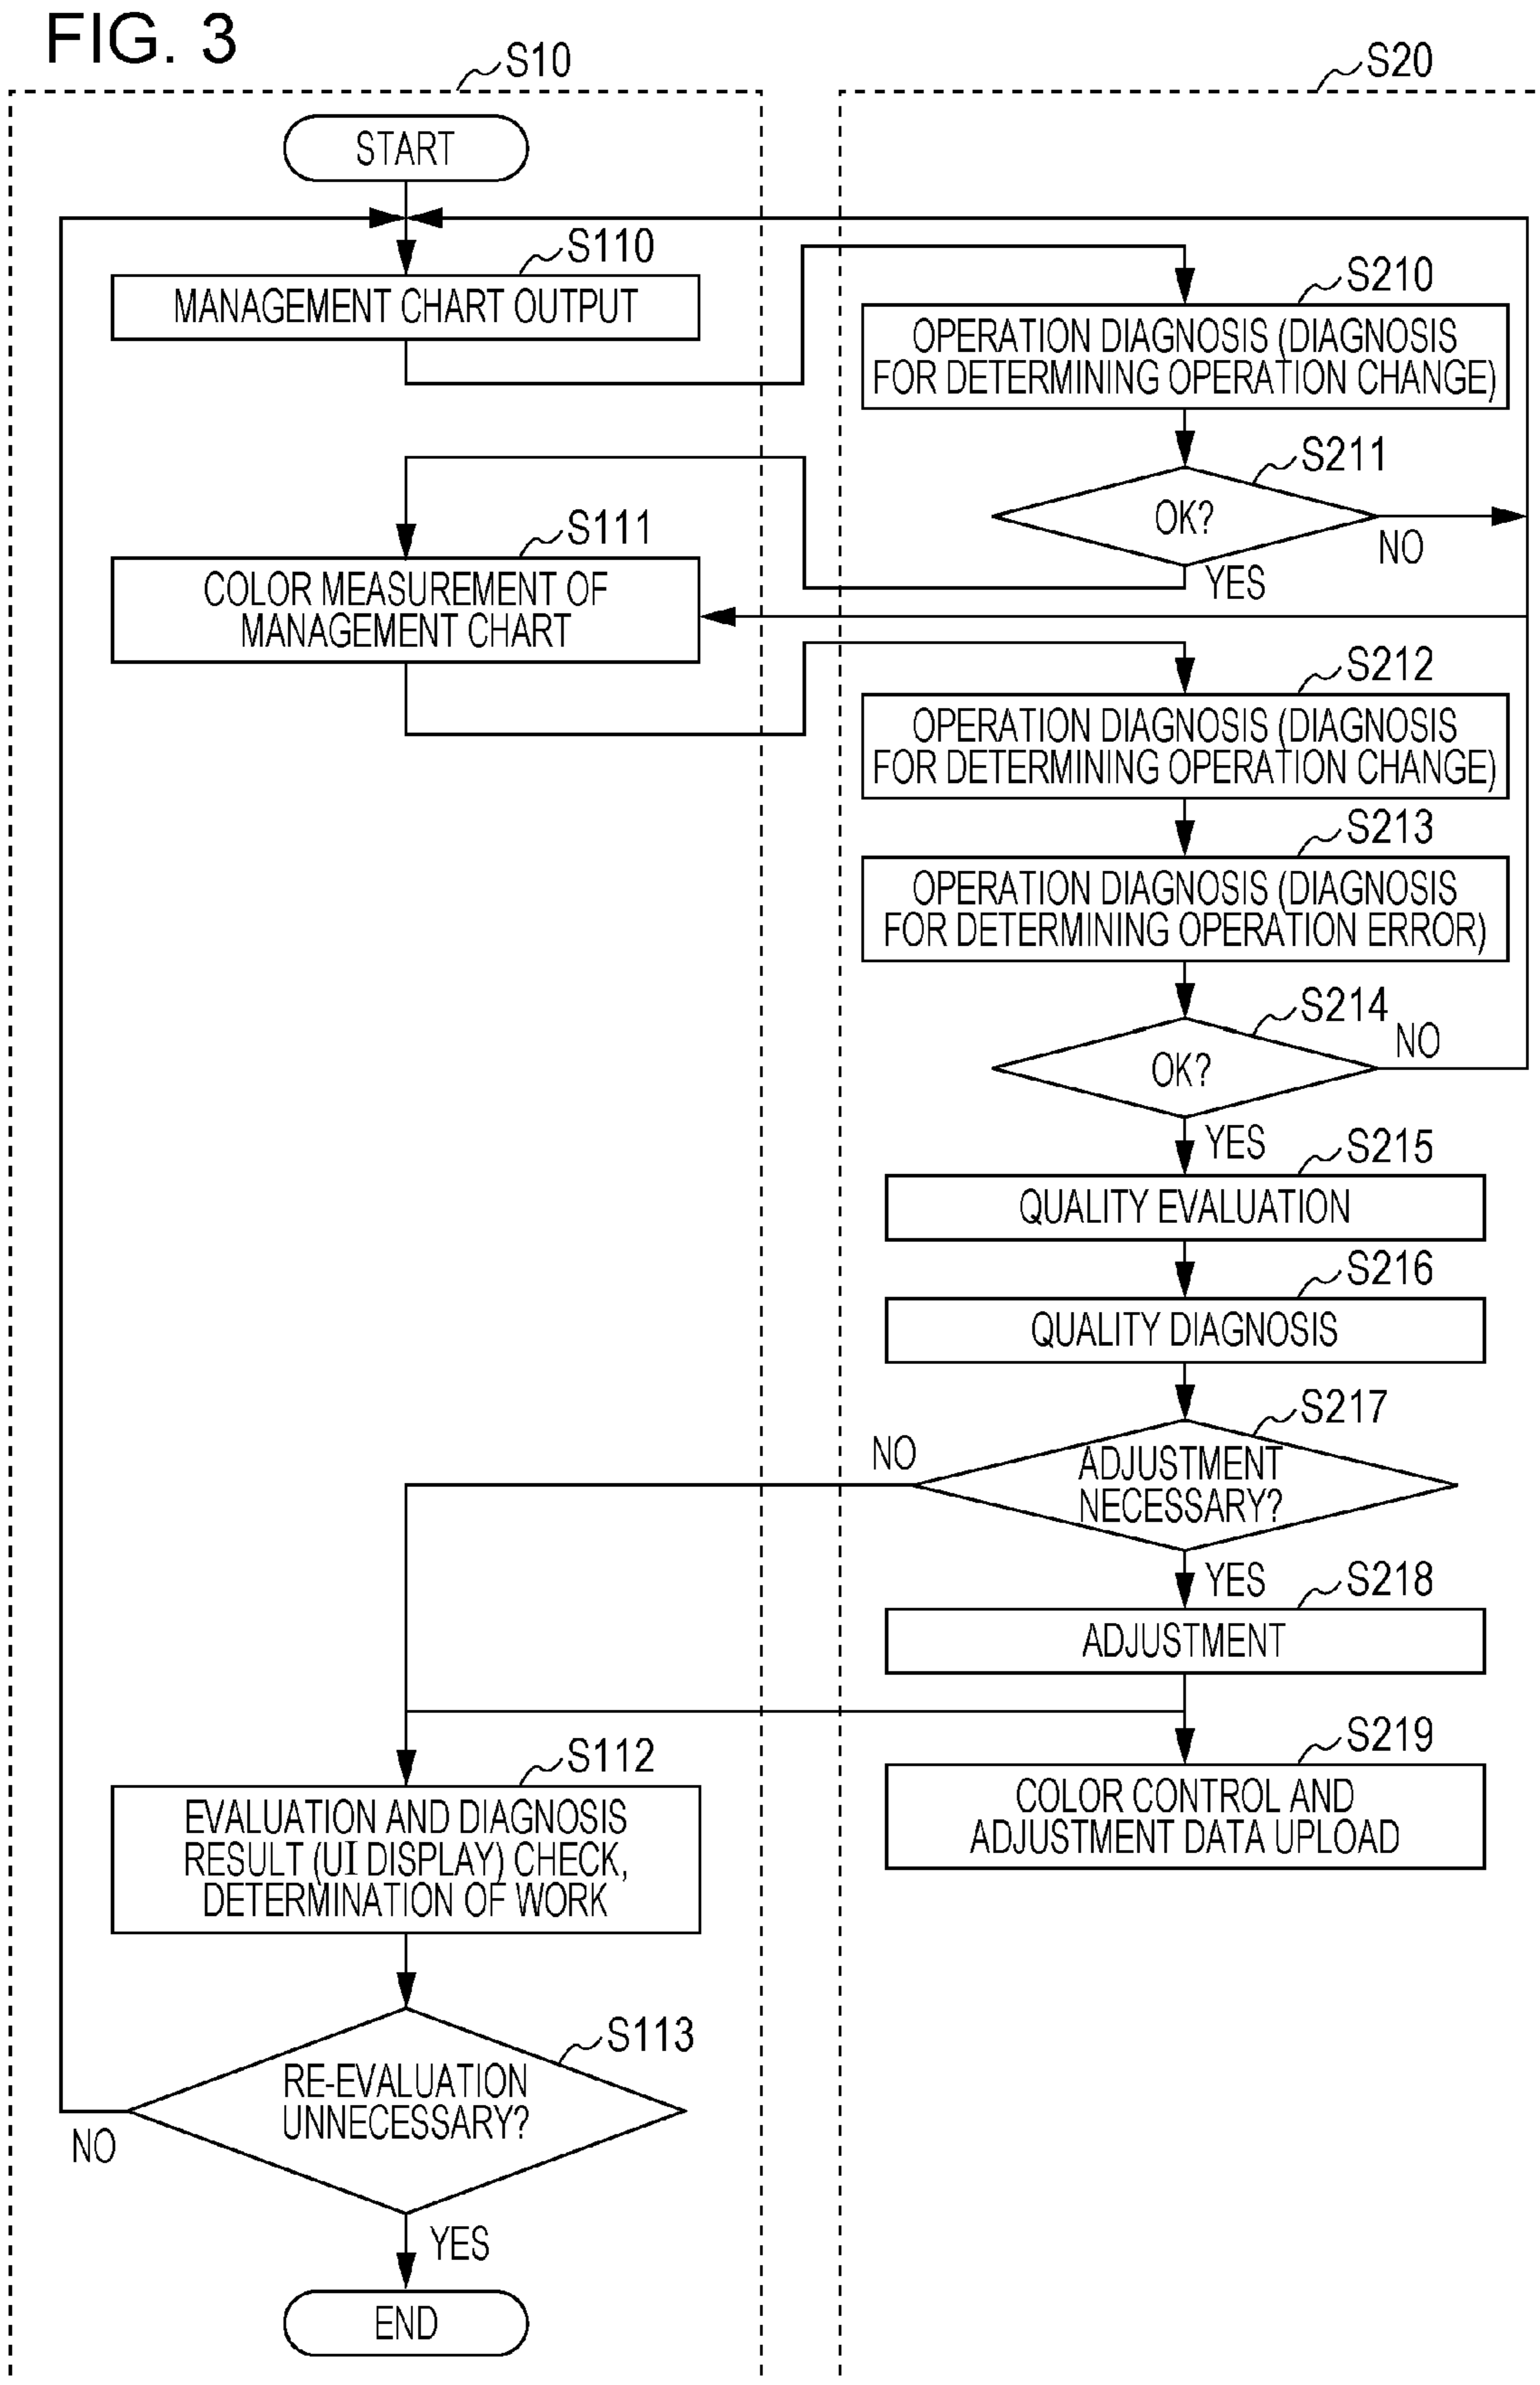 FIG. 3
S10
S20
START
S110
MANAGEMENT CHART OUTPUT
S210
OPERATION DIAGNOSIS (DIAGNOSIS
FOR DETERMINING OPERATION CHANGE)
S211
OK?
NO
YES
S111
COLOR MEASUREMENT OF
MANAGEMENT CHART
S212
OPERATION DIAGNOSIS (DIAGNOSIS
FOR DETERMINING OPERATION CHANGE)
S213
OPERATION DIAGNOSIS (DIAGNOSIS
FOR DETERMINING OPERATION ERROR)
S214
OK?
NO
YES
S215
QUALITY EVALUATION
S216
QUALITY DIAGNOSIS
S217
ADJUSTMENT
NECESSARY?
NO
YES
S218
ADJUSTMENT
S219
COLOR CONTROL AND
ADJUSTMENT DATA UPLOAD
S112
EVALUATION AND DIAGNOSIS
RESULT (UI DISPLAY) CHECK,
DETERMINATION OF WORK
S113
RE-EVALUATION
UNNECESSARY?
NO
YES
END